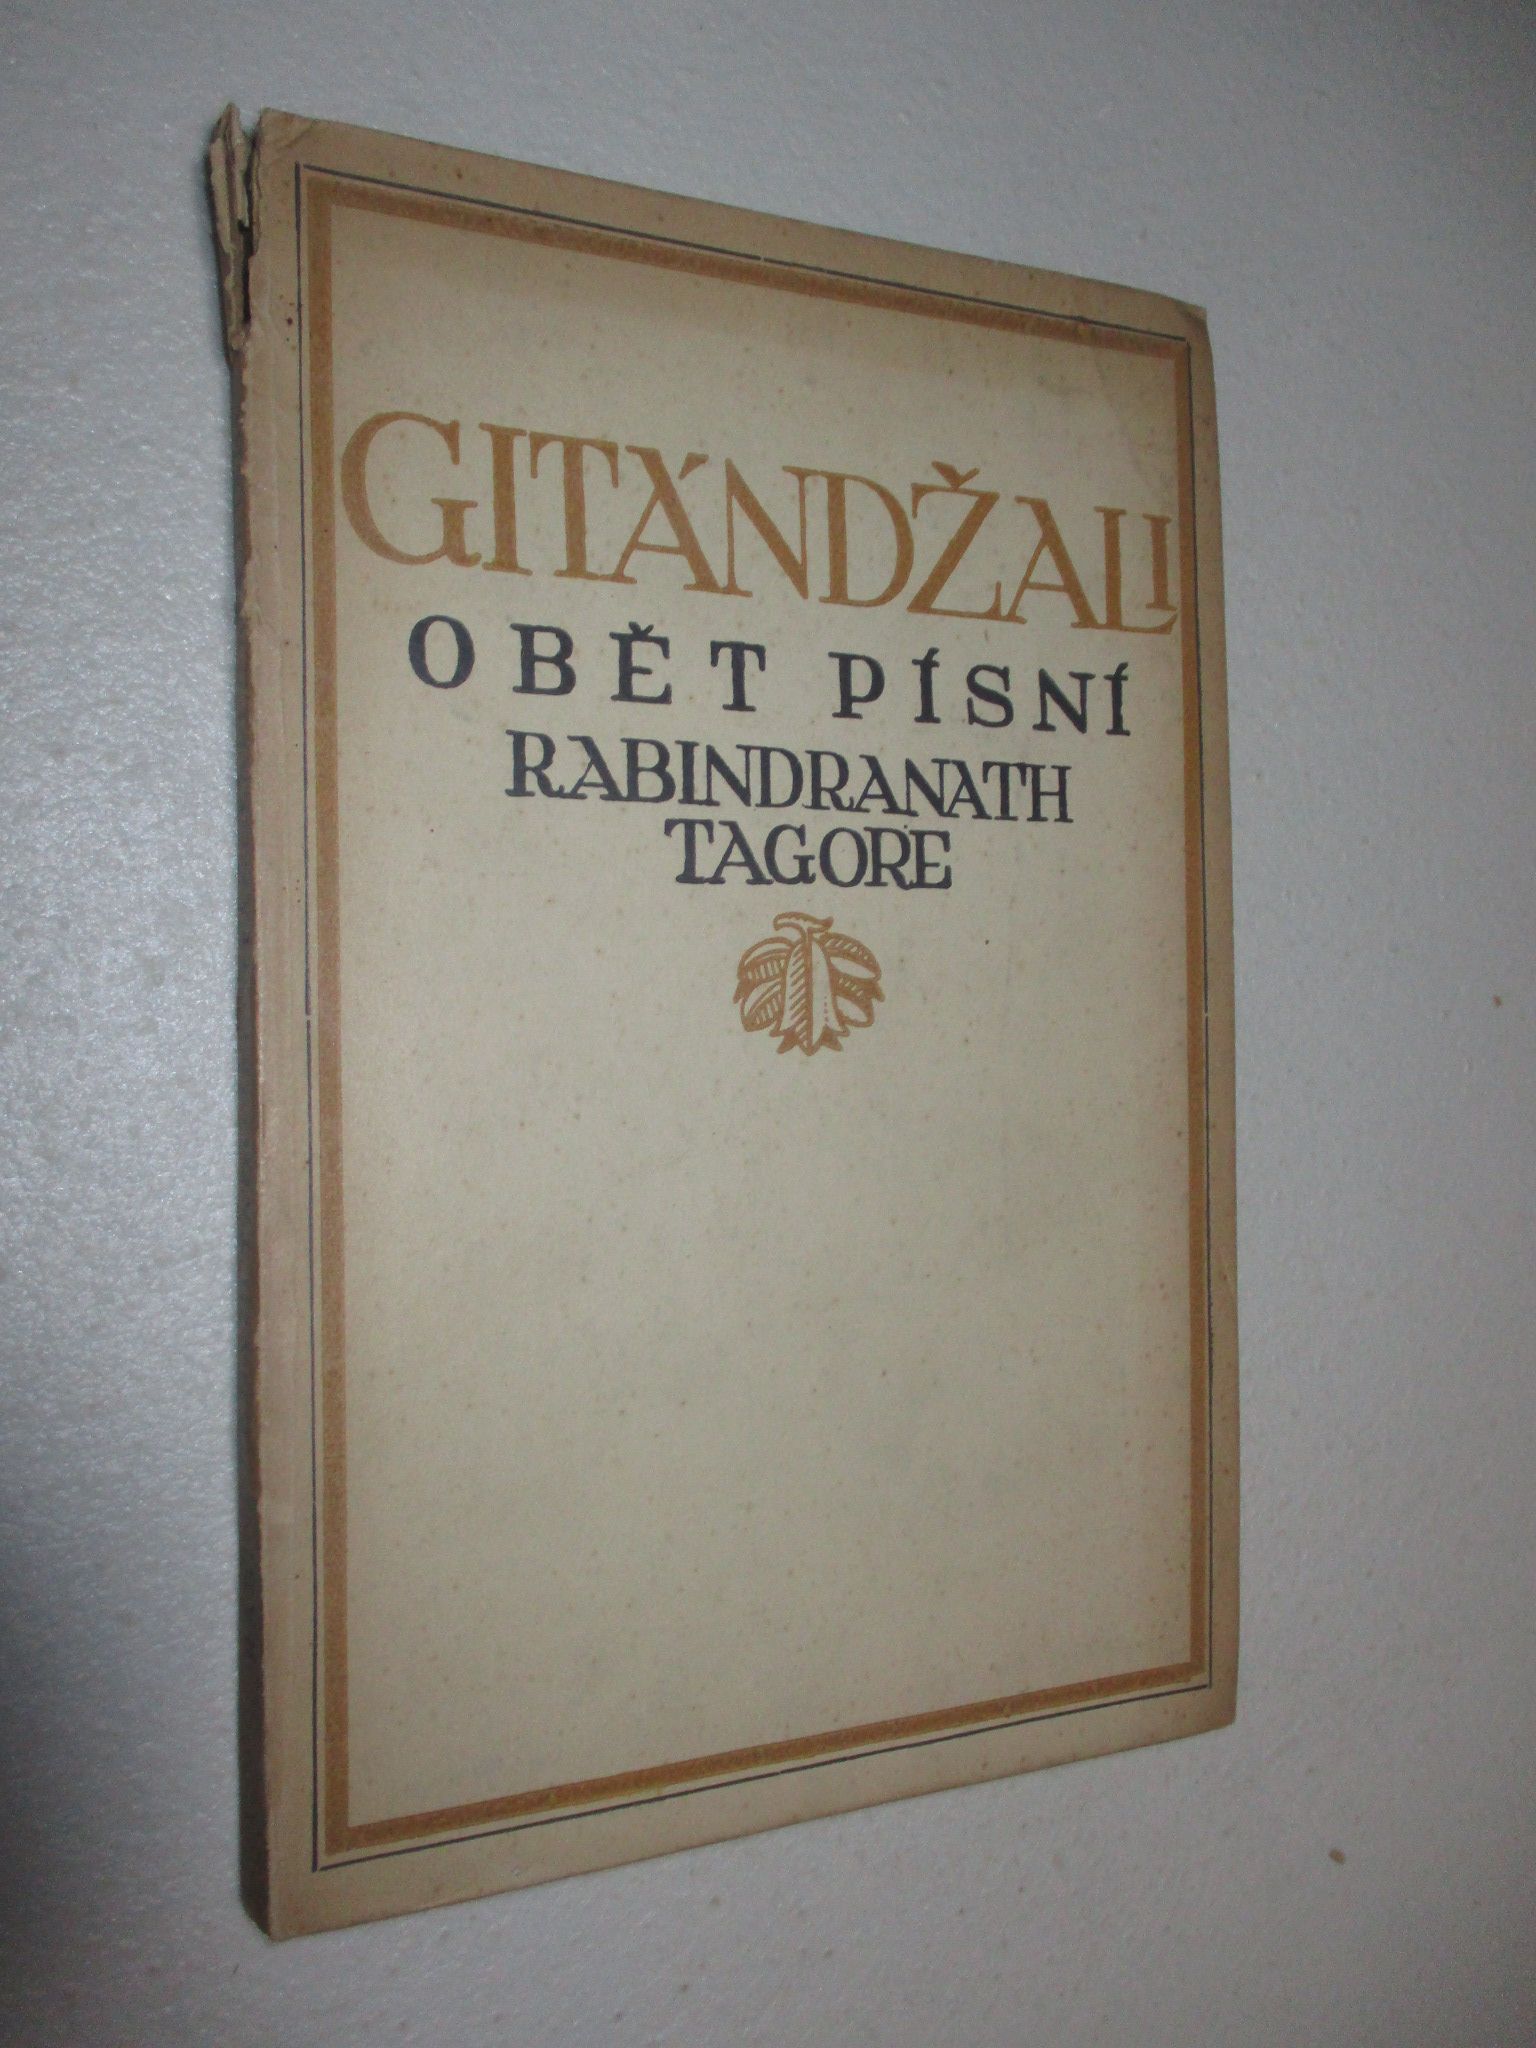 GITÁNDŽALI
OBĚT PÍSNÍ
RABINDRANATH
TAGORE